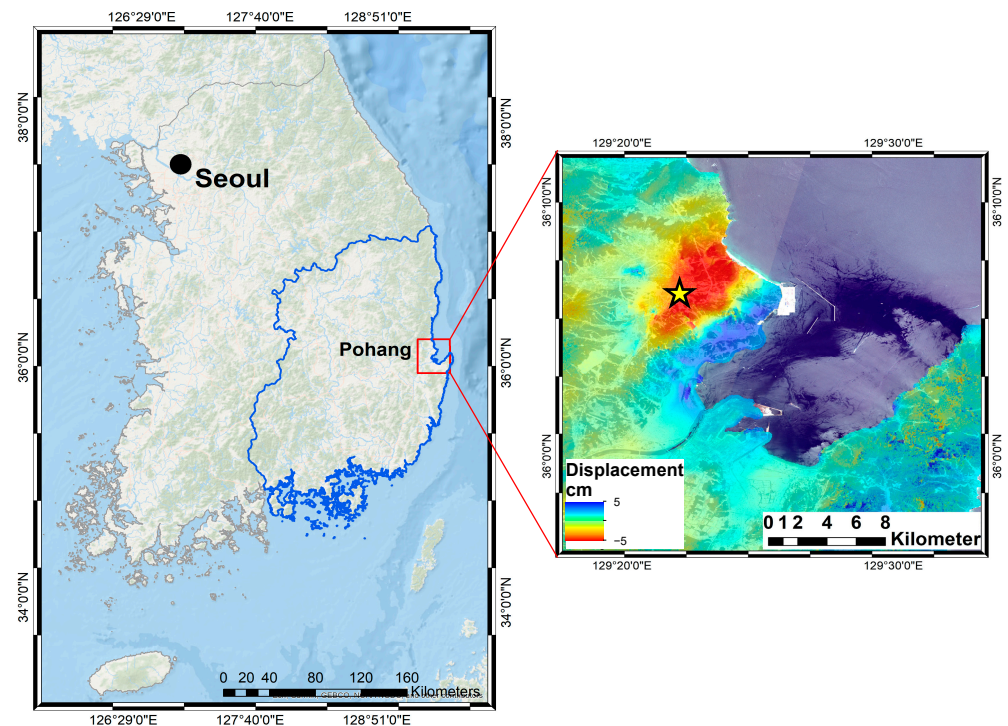 126°29'0"E 127°40'0"E 128°51'0"E
38°0'0"N
38°0'0"N
Seoul
129°20'0"E 129°30'0"E
36°10'0"N
36°10'0"N
36°0'0"N
Pohang
36°0'0"N
36°0'0"N
36°0'0"N
Displacement
cm
5
−5
0 1 2 4 6 8
Kilometer
129°20'0"E 129°30'0"E
34°0'0"N
34°0'0"N
0 20 40 80 120 160
Kilometers
126°29'0"E 127°40'0"E 128°51'0"E